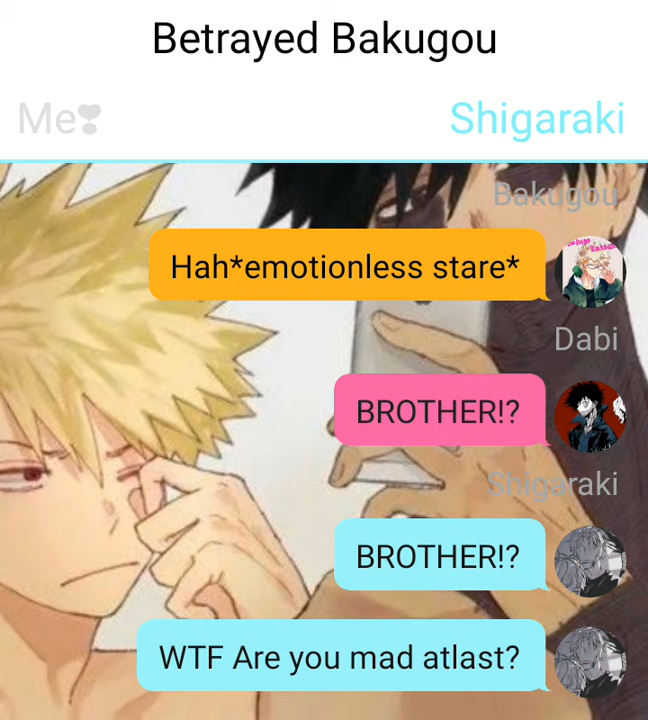 Betrayed Bakugou
Me❣
Shigaraki
Bakugou
Hah*emotionless stare*
Dabi
BROTHER!?
Shigaraki
BROTHER!?
WTF Are you mad atlast?